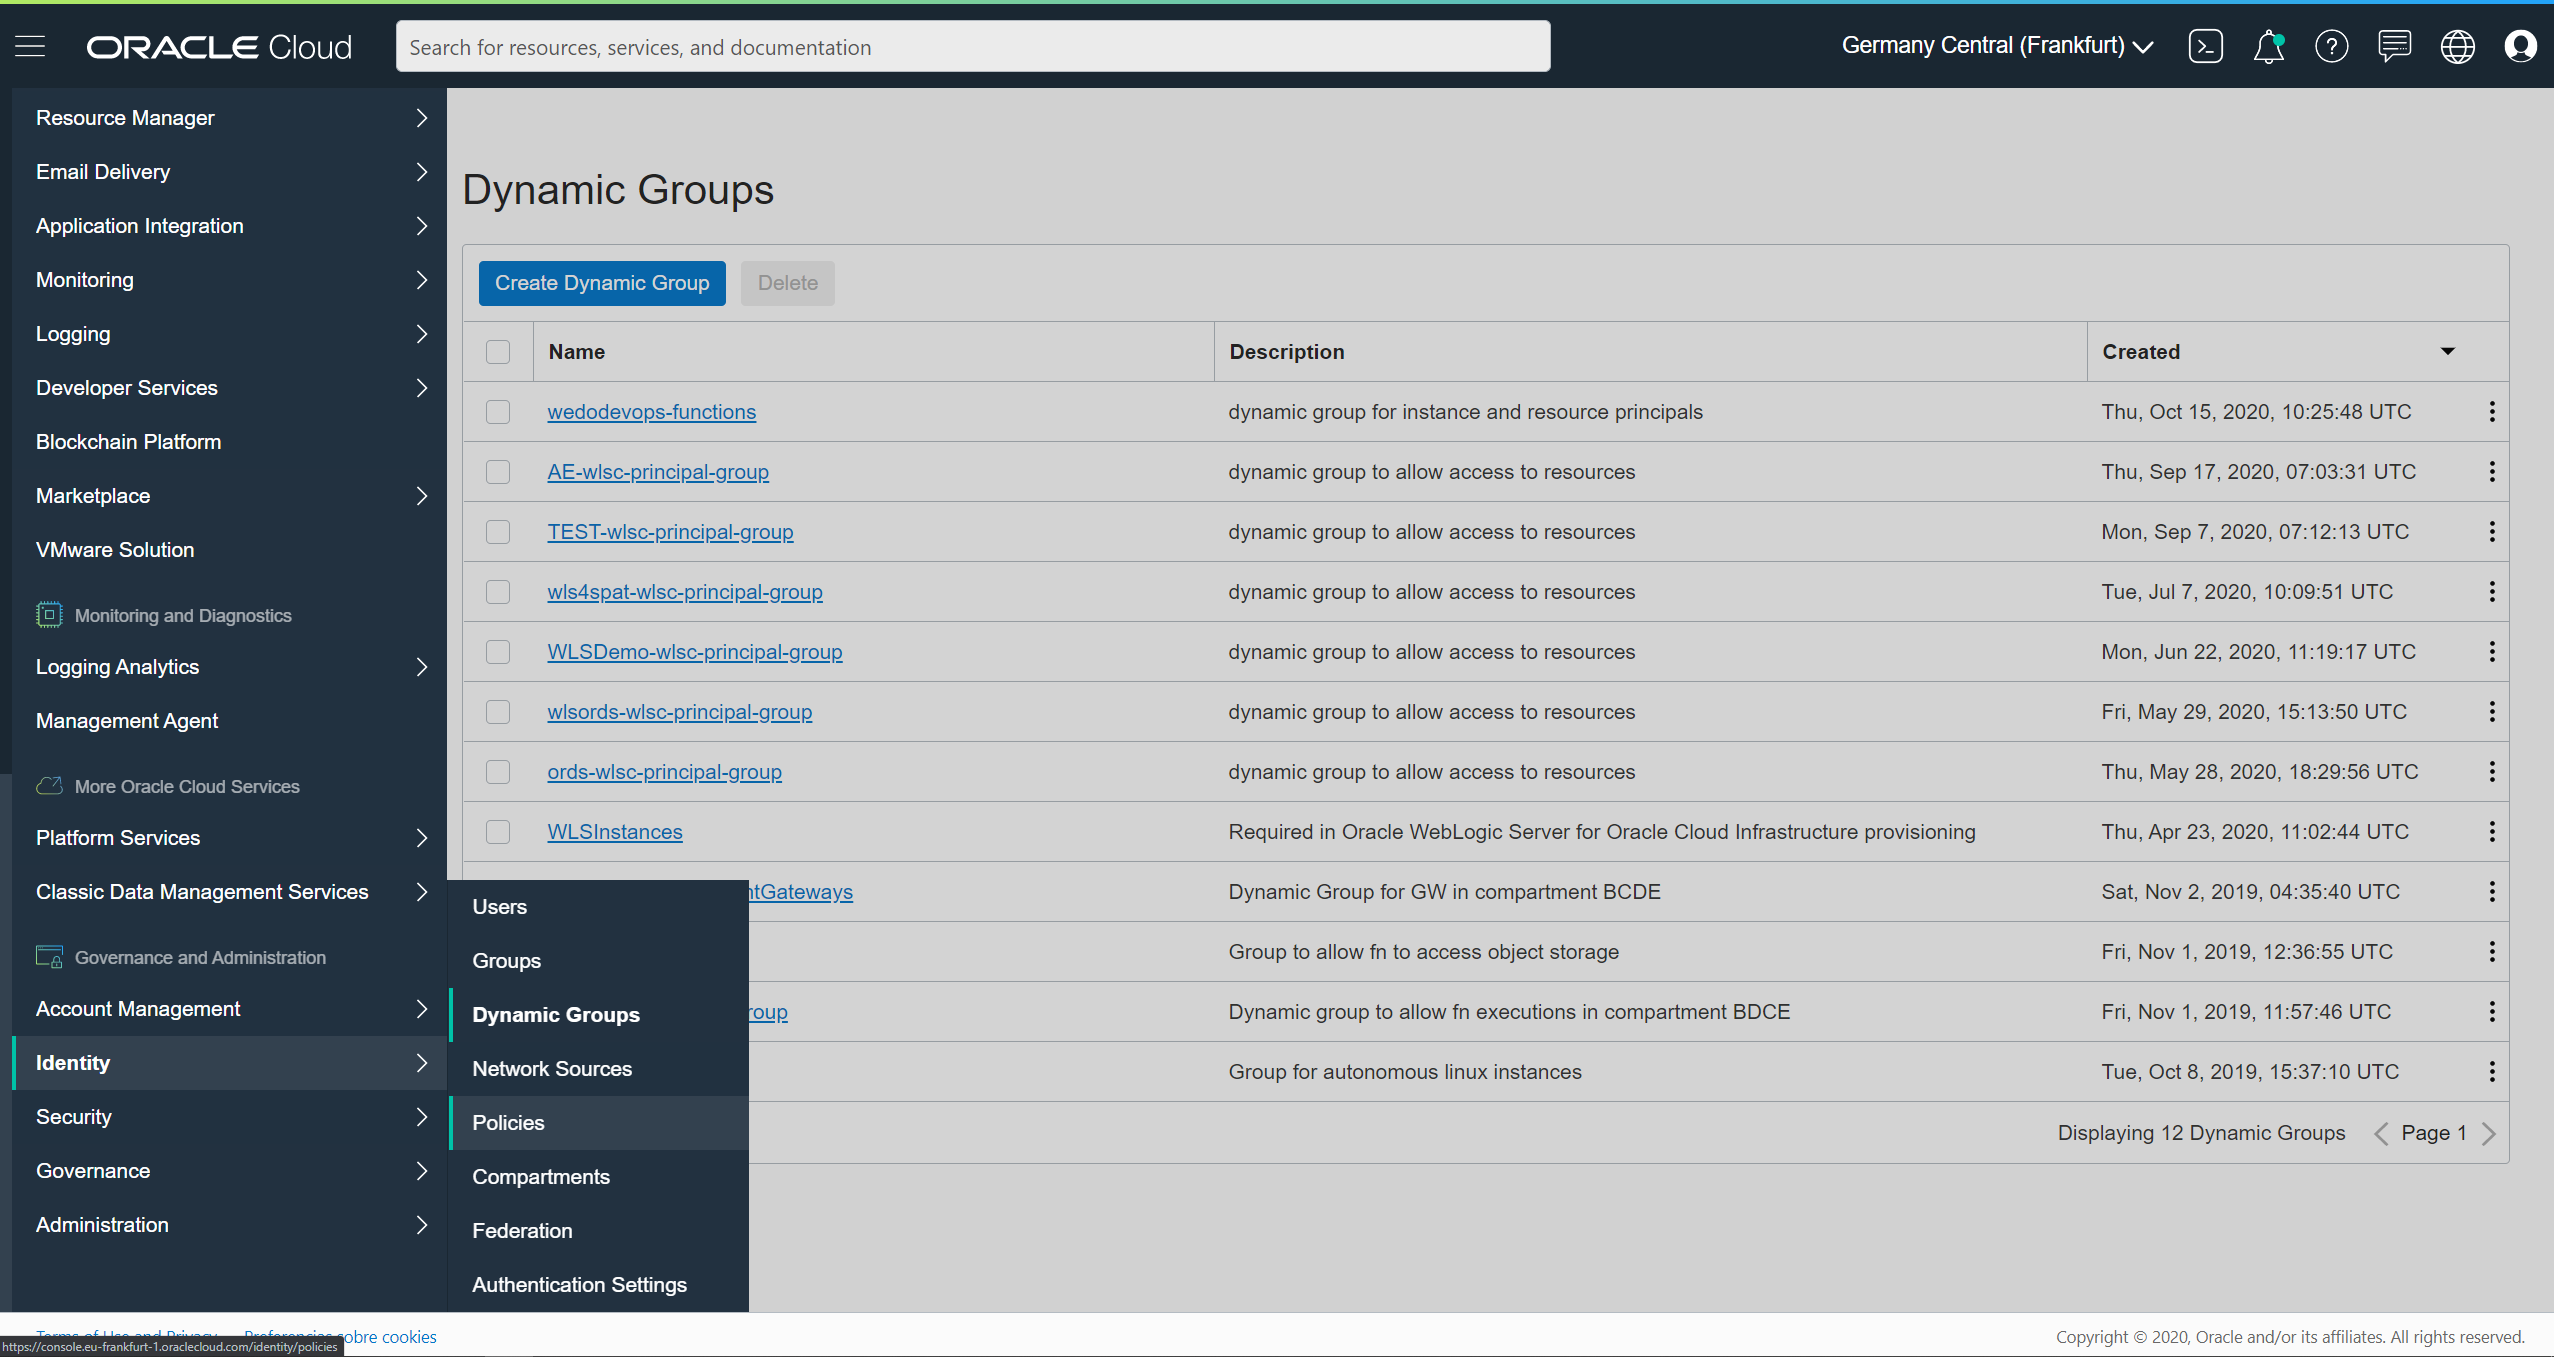 ORACLE Cloud
Search for resources, services, and documentation
Germany Central (Frankfurt)
Resource Manager
Email Delivery
Application Integration
Monitoring
Logging
Developer Services
Blockchain Platform
Marketplace
VMware Solution
Monitoring and Diagnostics
Logging Analytics
Management Agent
More Oracle Cloud Services
Platform Services
Classic Data Management Services
Governance and Administration
Account Management
Identity
Security
Governance
Administration
Users
Groups
Dynamic Groups
Network Sources
Policies
Compartments
Federation
Authentication Settings
Dynamic Groups
Create Dynamic Group Delete
Name Description Created
wedodevops-functions dynamic group for instance and resource principals Thu, Oct 15, 2020, 10:25:48 UTC
AE-wlsc-principal-group dynamic group to allow access to resources Thu, Sep 17, 2020, 07:03:31 UTC
TEST-wlsc-principal-group dynamic group to allow access to resources Mon, Sep 7, 2020, 07:12:13 UTC
wls4spat-wlsc-principal-group dynamic group to allow access to resources Tue, Jul 7, 2020, 10:09:51 UTC
WLSDemo-wlsc-principal-group dynamic group to allow access to resources Mon, Jun 22, 2020, 11:19:17 UTC
wlsords-wlsc-principal-group dynamic group to allow access to resources Fri, May 29, 2020, 15:13:50 UTC
ords-wlsc-principal-group dynamic group to allow access to resources Thu, May 28, 2020, 18:29:56 UTC
WLSInstances Required in Oracle WebLogic Server for Oracle Cloud Infrastructure provisioning Thu, Apr 23, 2020, 11:02:44 UTC
ntGateways Dynamic Group for GW in compartment BCDE Sat, Nov 2, 2019, 04:35:40 UTC
Group to allow fn to access object storage Fri, Nov 1, 2019, 12:36:55 UTC
roup Dynamic group to allow fn executions in compartment BDCE Fri, Nov 1, 2019, 11:57:46 UTC
Group for autonomous linux instances Tue, Oct 8, 2019, 15:37:10 UTC
Displaying 12 Dynamic Groups Page 1
Terms of Use and Privacy Preferencias sobre cookies
https://console.eu-frankfurt-1.oraclecloud.com/identity/policies
Copyright © 2020, Oracle and/or its affiliates. All rights reserved.